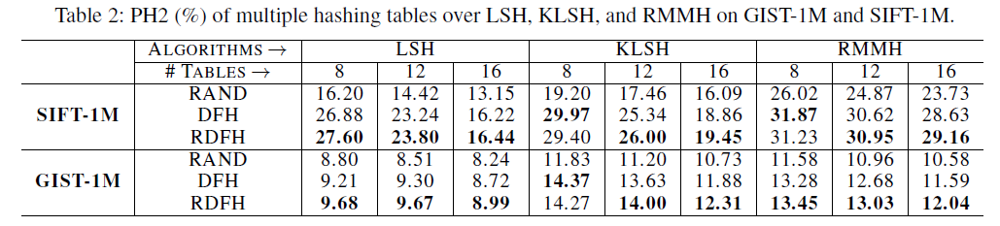 Table 2: PH2 (%) of multiple hashing tables over LSH, KLSH, and RMMH on GIST-1M and SIFT-1M.
ALGORITHMS → LSH KLSH RMMH
# TABLES → 8 12 16 8 12 16 8 12 16
RAND 16.20 14.42 13.15 19.20 17.46 16.09 26.02 24.87 23.73
SIFT-1M DFH 26.88 23.24 16.22 29.97 25.34 18.86 31.87 30.62 28.63
RDFH 27.60 23.80 16.44 29.40 26.00 19.45 31.23 30.95 29.16
RAND 8.80 8.51 8.24 11.83 11.20 10.73 11.58 10.96 10.58
GIST-1M DFH 9.21 9.30 8.72 14.37 13.63 11.88 13.28 12.68 11.59
RDFH 9.68 9.67 8.99 14.27 14.00 12.31 13.45 13.03 12.04